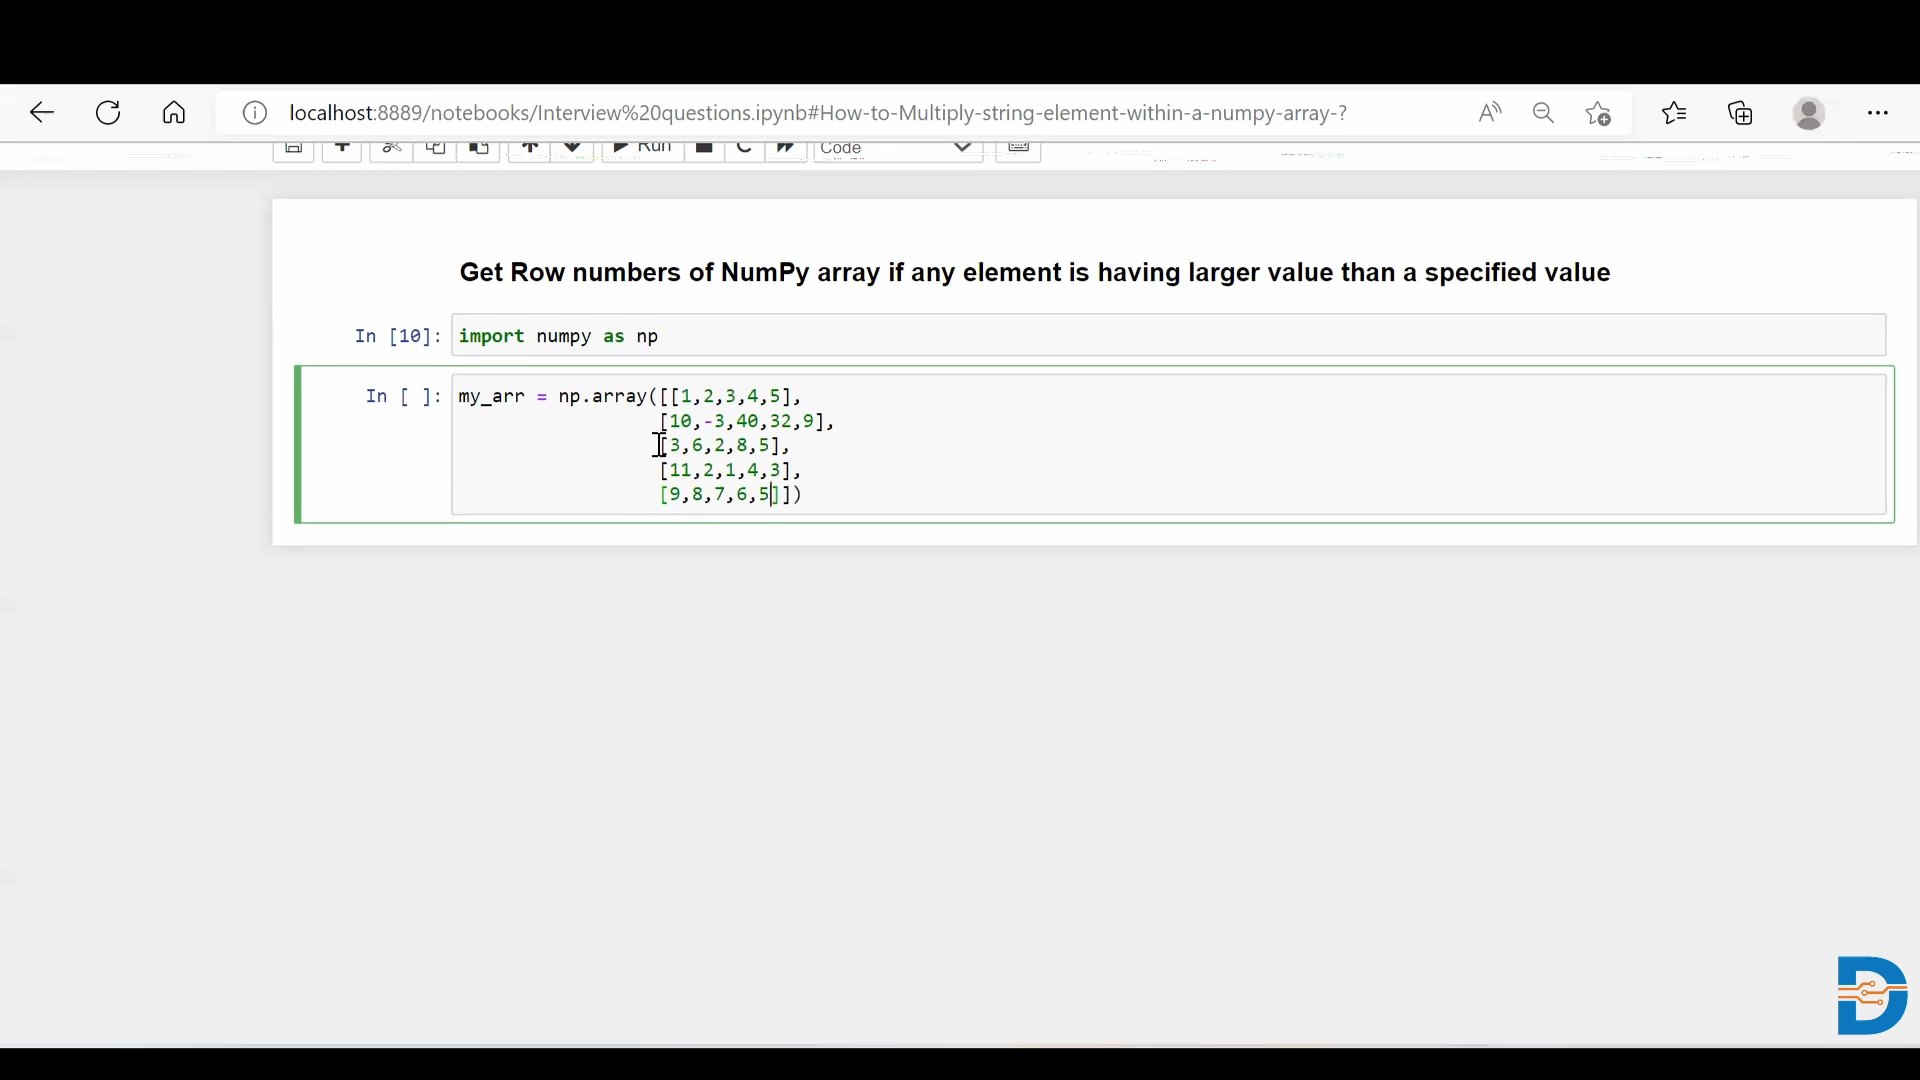 localhost:8889/notebooks/Interview%20questions.ipynb#How-to-Multiply-string-element-within-a-numpy-array-?
Run
Code
Get Row numbers of NumPy array if any element is having larger value than a specified value
In [10]: import numpy as np
In [ ]: my_arr = np.array([[1,2,3,4,5],
[10,-3,40,32,9],
[3,6,2,8,5],
[11,2,1,4,3],
[9,8,7,6,5]])